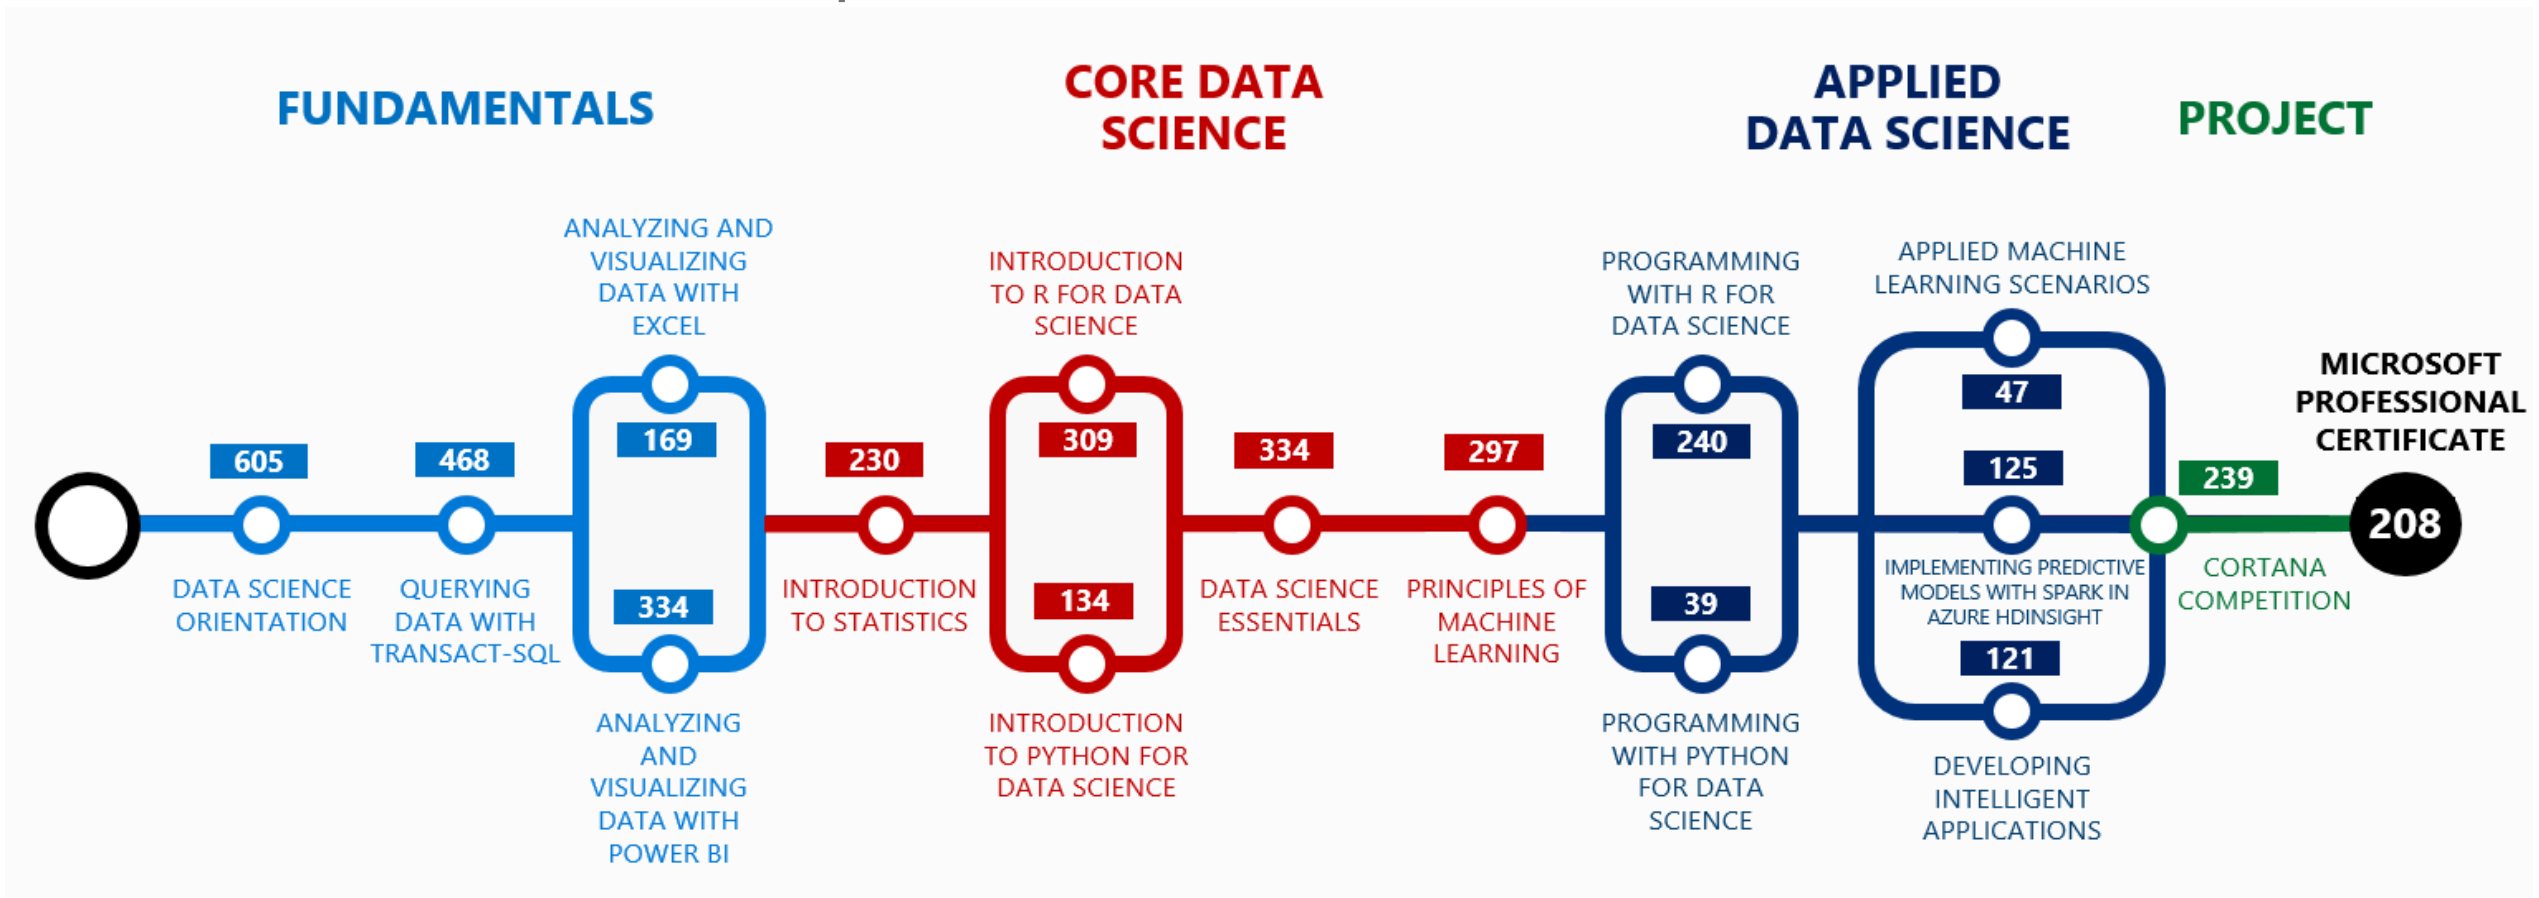 FUNDAMENTALS
CORE DATA
SCIENCE
APPLIED
DATA SCIENCE
PROJECT
605
DATA SCIENCE
ORIENTATION
468
QUERYING
DATA WITH
TRANSACT-SQL
ANALYZING AND
VISUALIZING
DATA WITH
EXCEL
169
334
ANALYZING
AND
VISUALIZING
DATA WITH
POWER BI
230
INTRODUCTION
TO STATISTICS
INTRODUCTION
TO R FOR DATA
SCIENCE
309
134
INTRODUCTION
TO PYTHON FOR
DATA SCIENCE
334
DATA SCIENCE
ESSENTIALS
297
PRINCIPLES OF
MACHINE
LEARNING
PROGRAMMING
WITH R FOR
DATA SCIENCE
240
39
PROGRAMMING
WITH PYTHON
FOR DATA
SCIENCE
APPLIED MACHINE
LEARNING SCENARIOS
47
125
IMPLEMENTING PREDICTIVE
MODELS WITH SPARK IN
AZURE HDINSIGHT
121
DEVELOPING
INTELLIGENT
APPLICATIONS
239
CORTANA
COMPETITION
MICROSOFT
PROFESSIONAL
CERTIFICATE
208